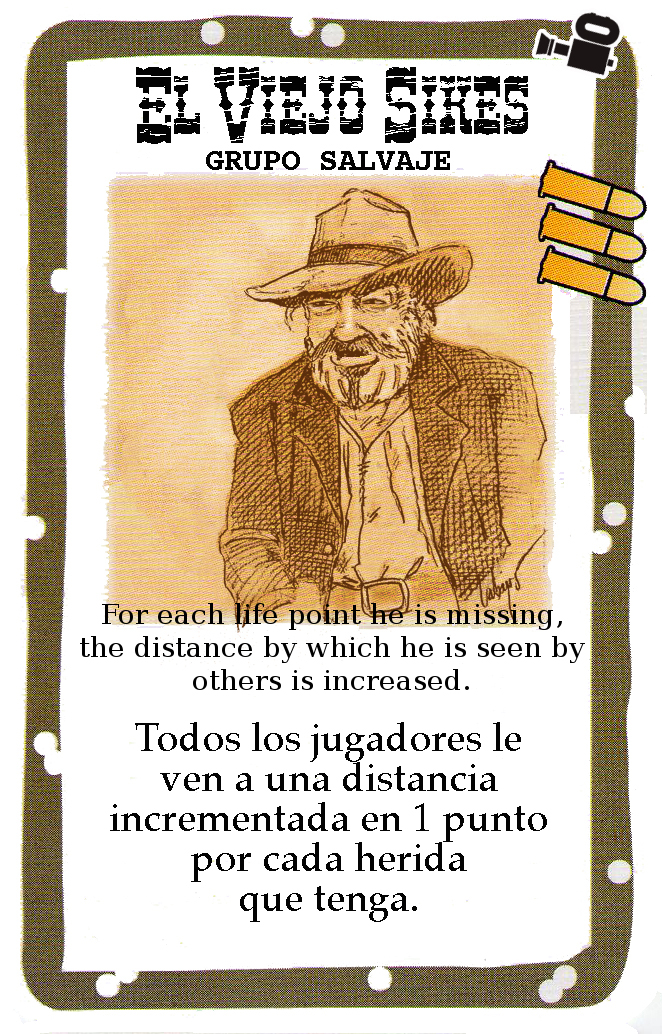 El Viejo Sikes
GRUPO SALVAJE
For each life point he is missing,
the distance by which he is seen by
others is increased.
Todos los jugadores le
ven a una distancia
incrementada en 1 punto
por cada herida
que tenga.